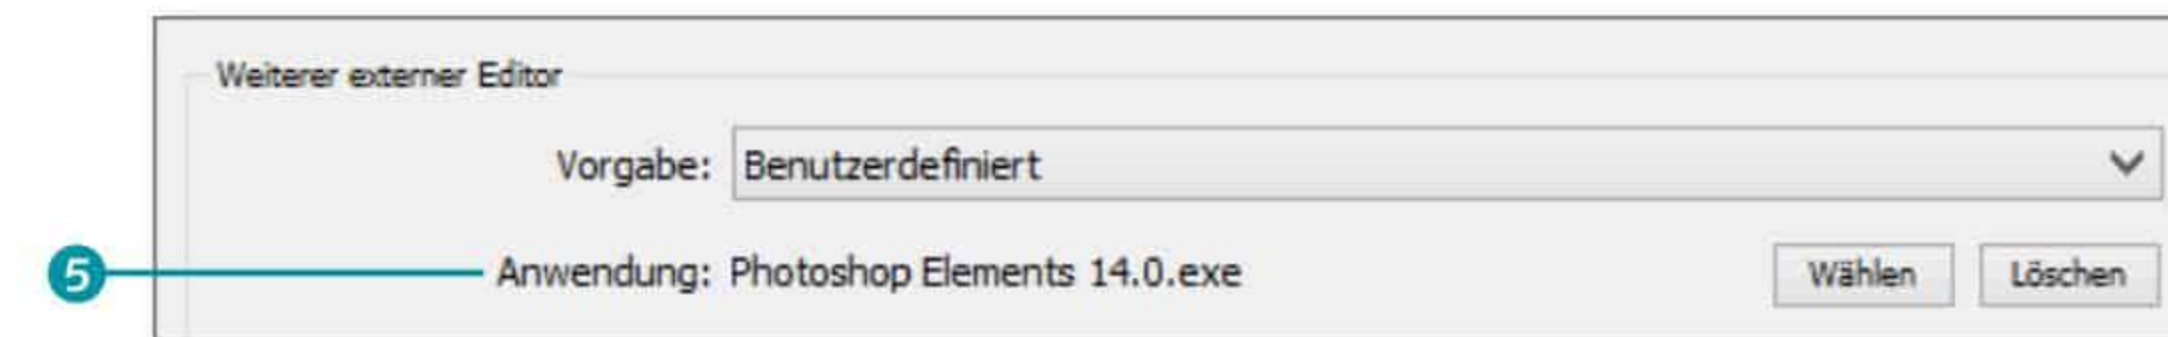 Weiterer externer Editor
Vorgabe: Benutzerdefiniert
5 Anwendung: Photoshop Elements 14.0.exe Wählen Löschen